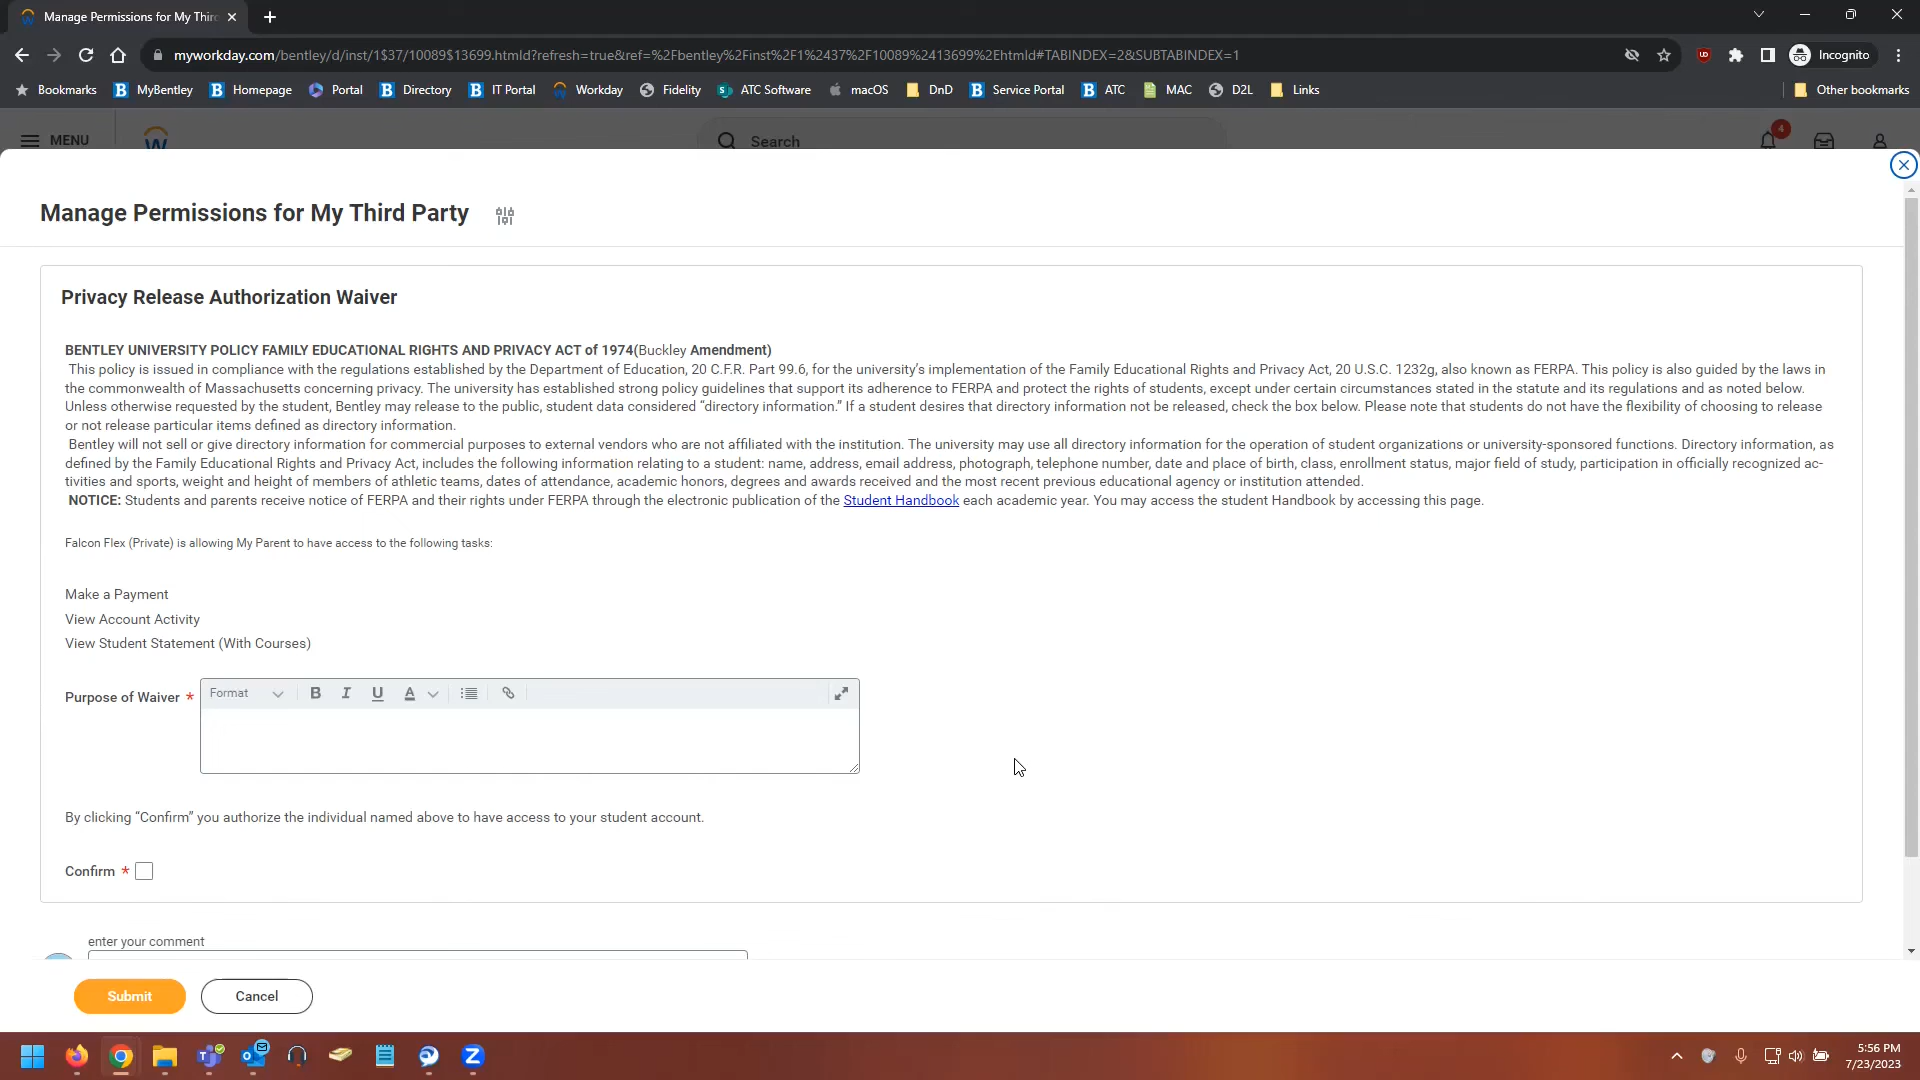 Manage Permissions for My Thir
myworkday.com/bentley/d/inst/1$37/10089$13699.htmld?refresh=true&ref=%2Fbentley%2Finst%2F1%2437%2F10089%2413699%2Ehtmld#TABINDEX=2&SUBTABINDEX=1
Incognito
Bookmarks MyBentley Homepage Portal Directory IT Portal Workday Fidelity ATC Software macOS DnD Service Portal ATC MAC D2L Links Other bookmarks
MENU Search 4
Manage Permissions for My Third Party
Privacy Release Authorization Waiver
BENTLEY UNIVERSITY POLICY FAMILY EDUCATIONAL RIGHTS AND PRIVACY ACT of 1974(Buckley Amendment)
This policy is issued in compliance with the regulations established by the Department of Education, 20 C.F.R. Part 99.6, for the university's implementation of the Family Educational Rights and Privacy Act, 20 U.S.C. 1232g, also known as FERPA. This policy is also guided by the laws in
the commonwealth of Massachusetts concerning privacy. The university has established strong policy guidelines that support its adherence to FERPA and protect the rights of students, except under certain circumstances stated in the statute and its regulations and as noted below.
Unless otherwise requested by the student, Bentley may release to the public, student data considered “directory information.” If a student desires that directory information not be released, check the box below. Please note that students do not have the flexibility of choosing to release
or not release particular items defined as directory information.
Bentley will not sell or give directory information for commercial purposes to external vendors who are not affiliated with the institution. The university may use all directory information for the operation of student organizations or university-sponsored functions. Directory information, as
defined by the Family Educational Rights and Privacy Act, includes the following information relating to a student: name, address, email address, photograph, telephone number, date and place of birth, class, enrollment status, major field of study, participation in officially recognized ac-
tivities and sports, weight and height of members of athletic teams, dates of attendance, academic honors, degrees and awards received and the most recent previous educational agency or institution attended.
NOTICE: Students and parents receive notice of FERPA and their rights under FERPA through the electronic publication of the Student Handbook each academic year. You may access the student Handbook by accessing this page.
Falcon Flex (Private) is allowing My Parent to have access to the following tasks:
Make a Payment
View Account Activity
View Student Statement (With Courses)
Purpose of Waiver * Format B I U A
By clicking “Confirm” you authorize the individual named above to have access to your student account.
Confirm *
enter your comment
Submit Cancel
5:56 PM
7/23/2023